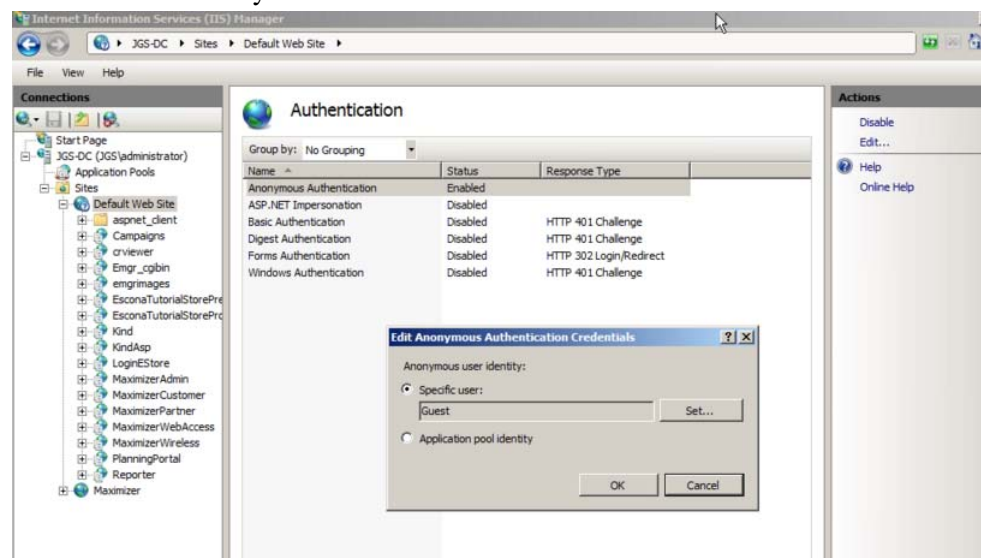 Internet Information Services (IIS) Manager
JGS-DC Sites Default Web Site
File View Help
Connections
Start Page
JGS-DC (JGS\administrator)
Application Pools
Sites
Default Web Site
aspnet_client
Campaigns
crviewer
Emgr_cgibin
emgrimages
EsconaTutorialStorePre
EsconaTutorialStorePro
Kind
KindAsp
LoginEStore
MaximizerAdmin
MaximizerCustomer
MaximizerPartner
MaximizerWebAccess
MaximizerWireless
PlanningPortal
Reporter
Maximizer
Authentication
Group by: No Grouping
Name Status Response Type
Anonymous Authentication Enabled
ASP.NET Impersonation Disabled
Basic Authentication Disabled HTTP 401 Challenge
Digest Authentication Disabled HTTP 401 Challenge
Forms Authentication Disabled HTTP 302 Login/Redirect
Windows Authentication Disabled HTTP 401 Challenge
Edit Anonymous Authentication Credentials
Anonymous user identity:
Specific user:
Guest Set...
Application pool identity
OK Cancel
Actions
Disable
Edit...
Help
Online Help